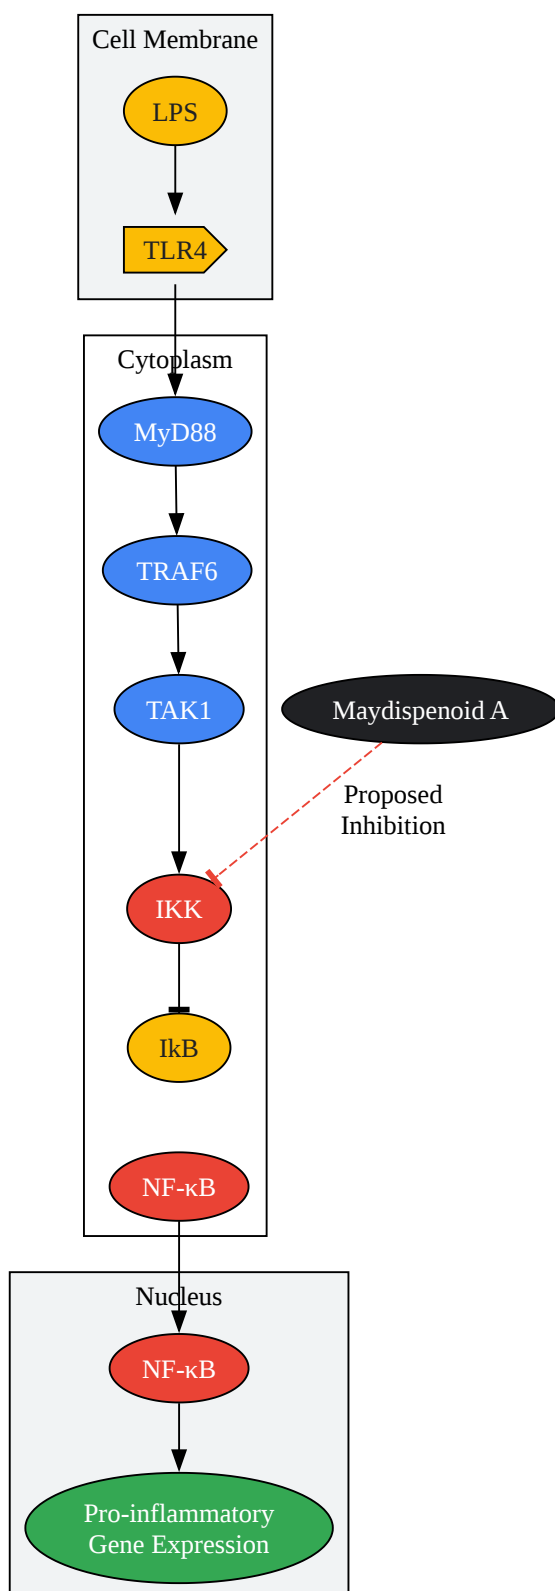 Cell Membrane
LPS
TLR4
Cytoplasm
MyD88
TRAF6
TAK1
Maydispenoid A
Proposed
Inhibition
IKK
IkB
NF-κB
Nucleus
NF-κB
Pro-inflammatory
Gene Expression